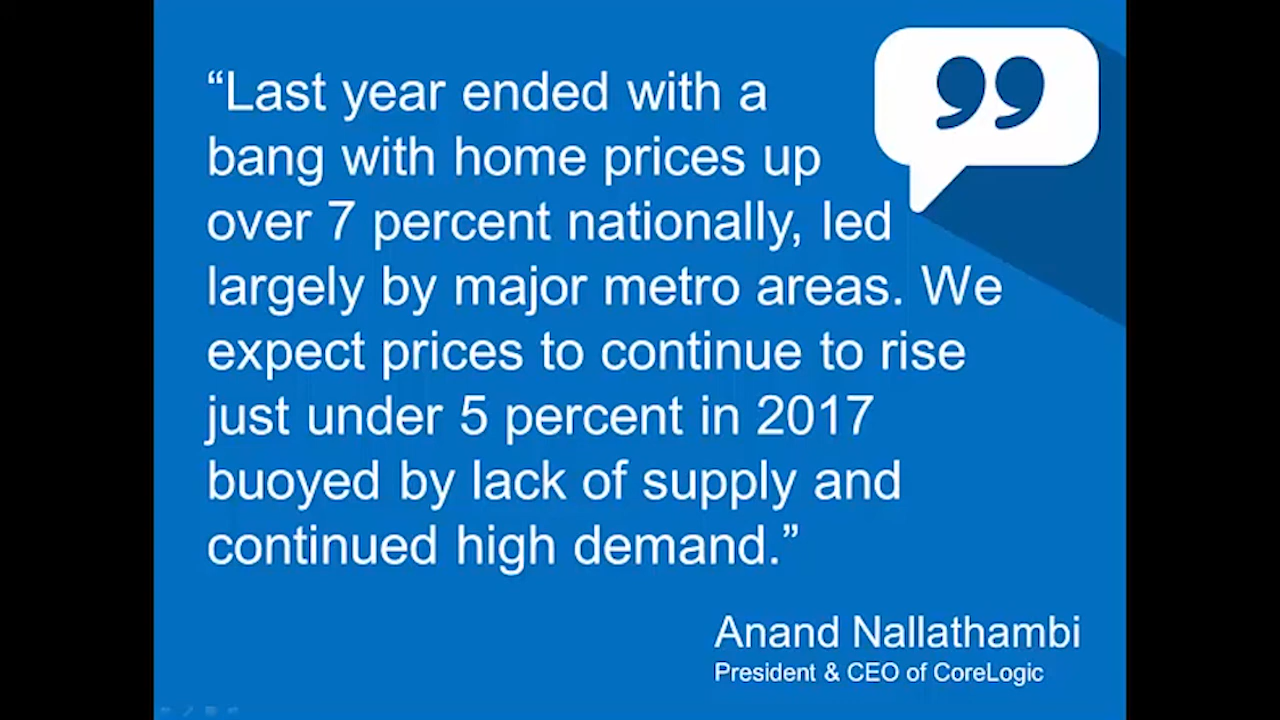 “Last year ended with a
bang with home prices up
over 7 percent nationally, led
largely by major metro areas. We
expect prices to continue to rise
just under 5 percent in 2017
buoyed by lack of supply and
continued high demand.”
Anand Nallathambi
President & CEO of CoreLogic